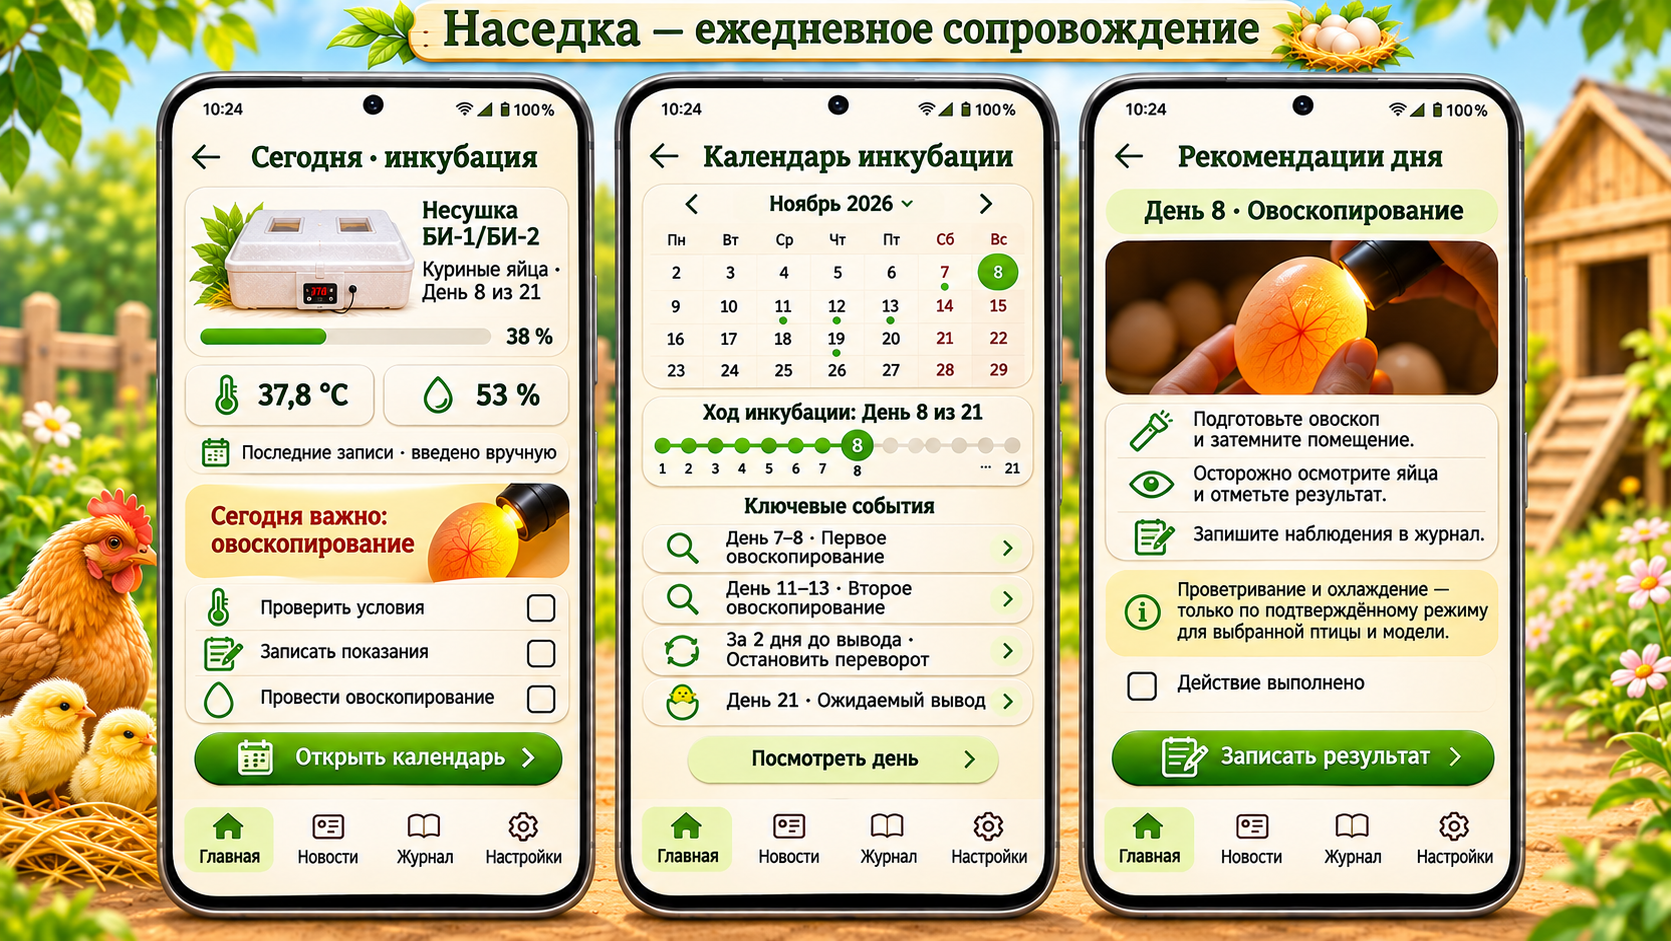 Наседка — ежедневное сопровождение
10:24
100%
Сегодня · инкубация
Несушка
БИ-1/БИ-2
Куриные яйца ·
День 8 из 21
38 %
37,8 °C
53 %
Последние записи · введено вручную
Сегодня важно:
овоскопирование
Проверить условия
Записать показания
Провести овоскопирование
Открыть календарь
Главная Новости Журнал Настройки
10:24
100%
Календарь инкубации
Ноябрь 2026
Пн Вт Ср Чт Пт Сб Вс
2 3 4 5 6 7 8
9 10 11 12 13 14 15
16 17 18 19 20 21 22
23 24 25 26 27 28 29
Ход инкубации: День 8 из 21
8
1 2 3 4 5 6 7 8 ... 21
Ключевые события
День 7–8 · Первое
овоскопирование
День 11–13 · Второе
овоскопирование
За 2 дня до вывода ·
Остановить переворот
День 21 · Ожидаемый вывод
Посмотреть день
Главная Новости Журнал Настройки
10:24
100%
Рекомендации дня
День 8 · Овоскопирование
Подготовьте овоскоп
и затемните помещение.
Осторожно осмотрите яйца
и отметьте результат.
Запишите наблюдения в журнал.
Проветривание и охлаждение —
только по подтверждённому режиму
для выбранной птицы и модели.
Действие выполнено
Записать результат
Главная Новости Журнал Настройки